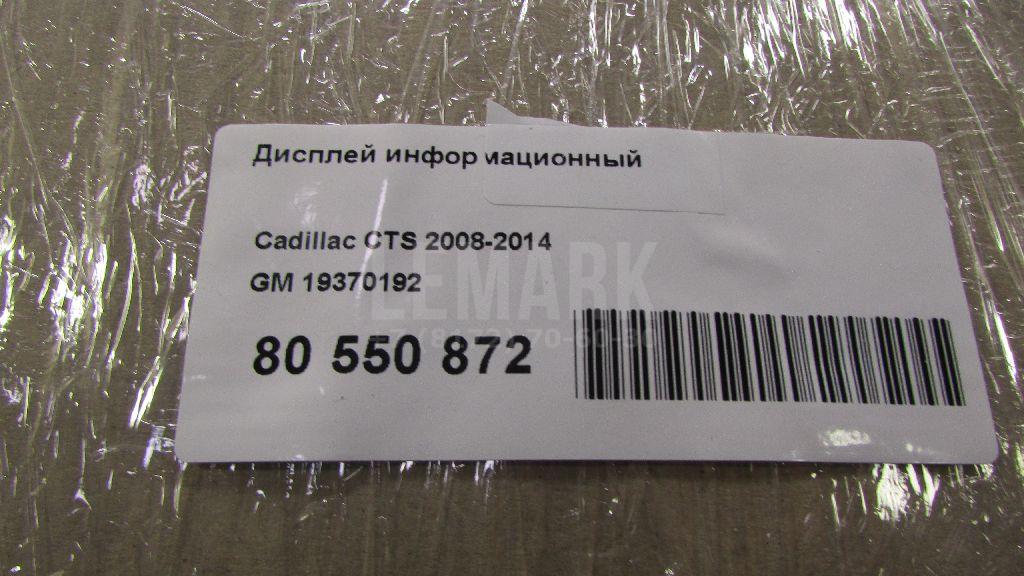 Дисплей информационный
Cadillac CTS 2008-2014
GM 19370192
LEMARK
80 550 872